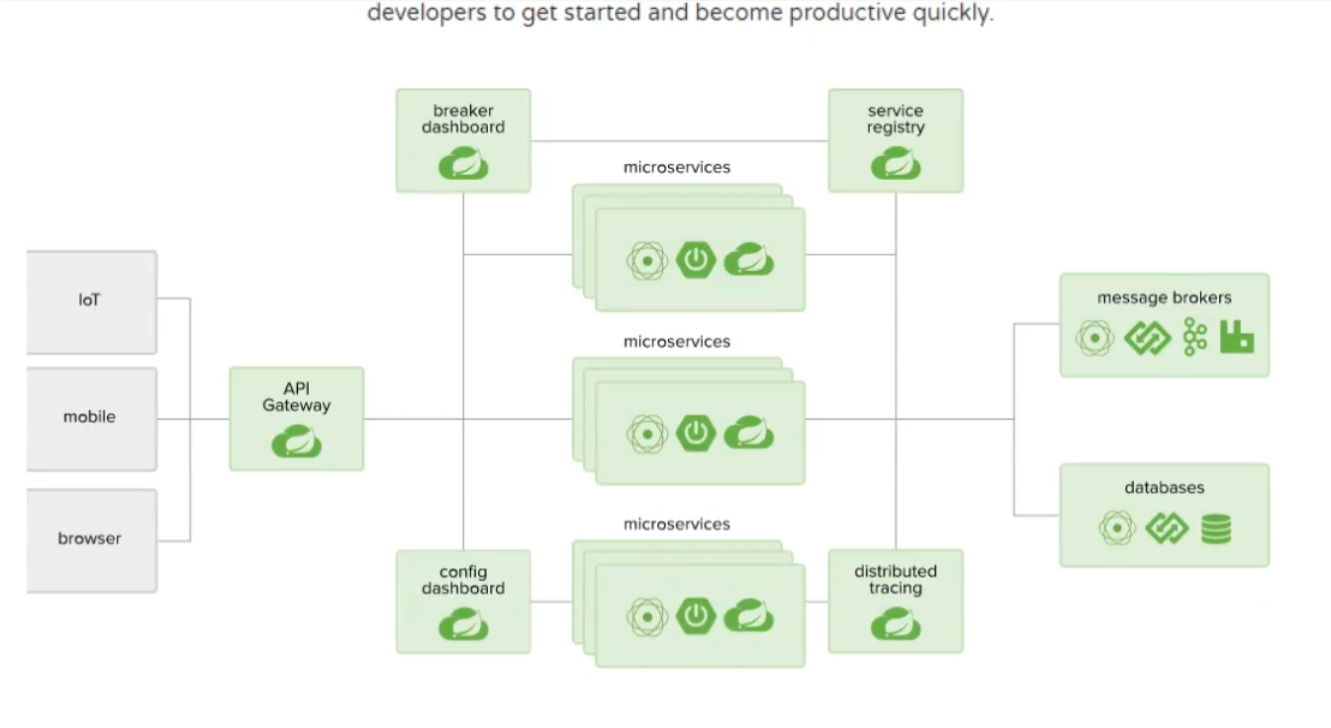 developers to get started and become productive quickly.
breaker
dashboard
service
registry
microservices
IoT
message brokers
microservices
API
Gateway
mobile
databases
microservices
browser
config
dashboard
distributed
tracing